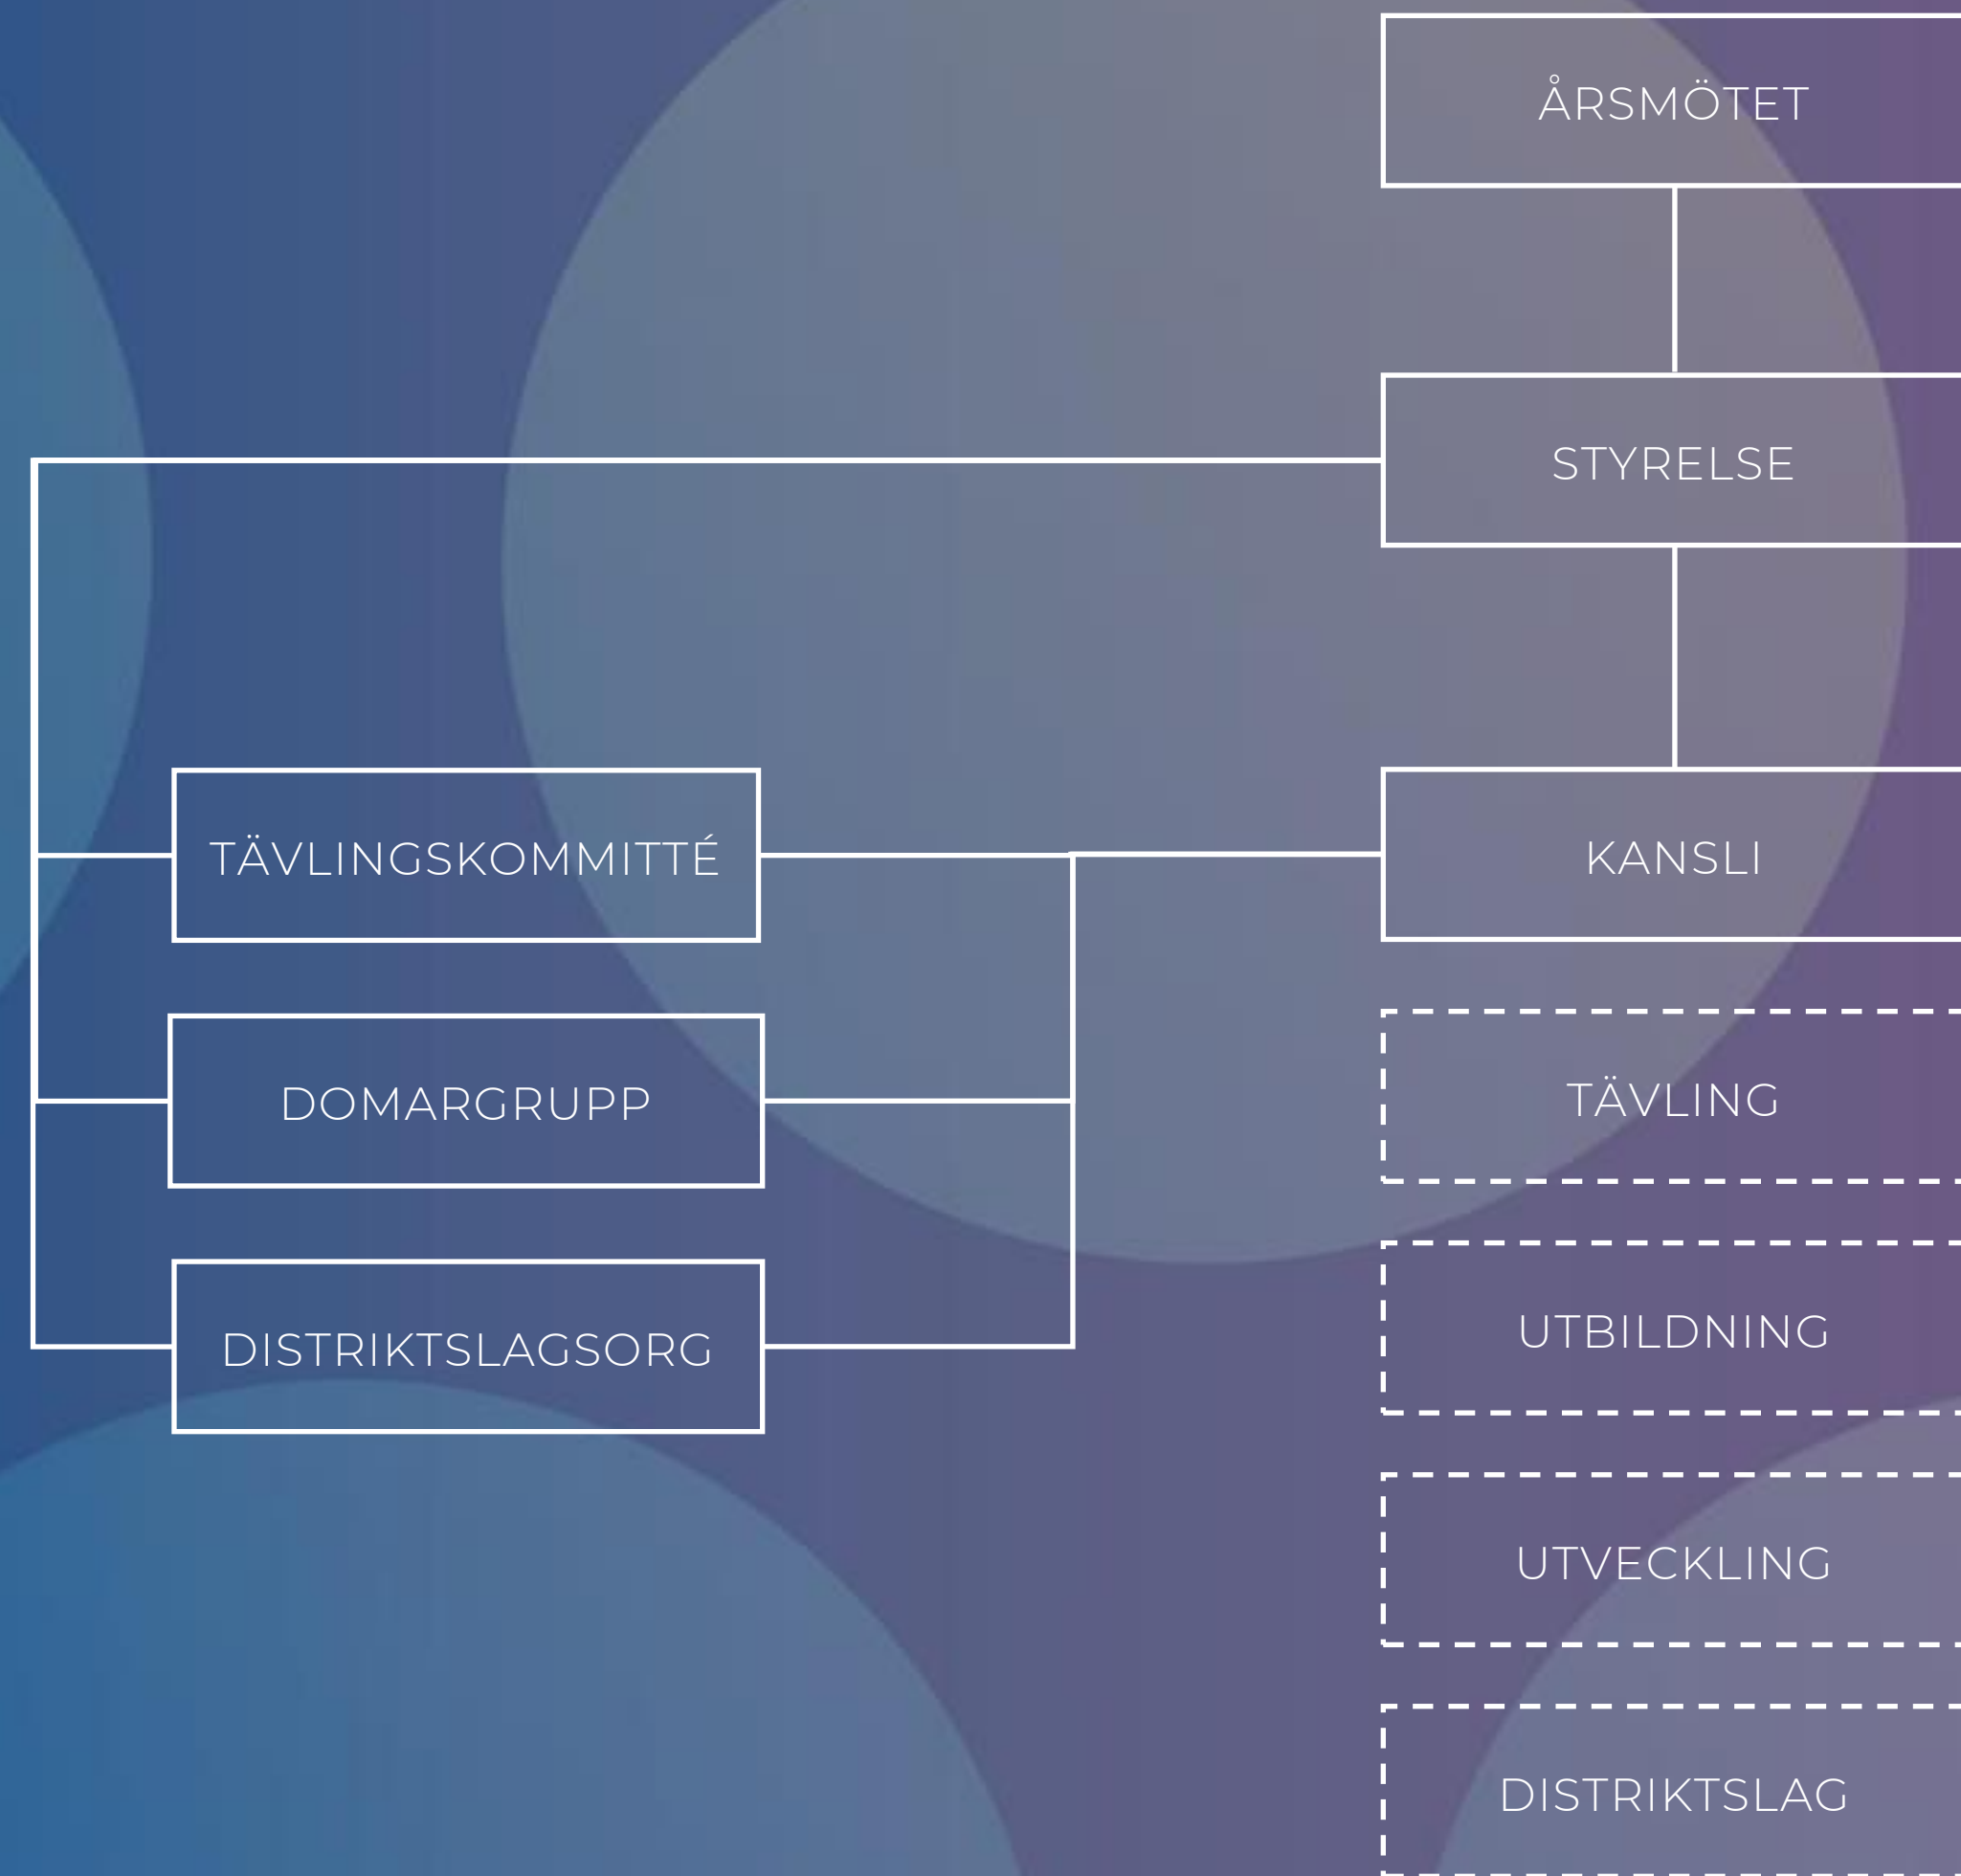 ÅRSMÖTET
STYRELSE
TÄVLINGSKOMMITTÉ
KANSLI
DOMARGRUPP
TÄVLING
DISTRIKTSLAGSORG
UTBILDNING
UTVECKLING
DISTRIKTSLAG